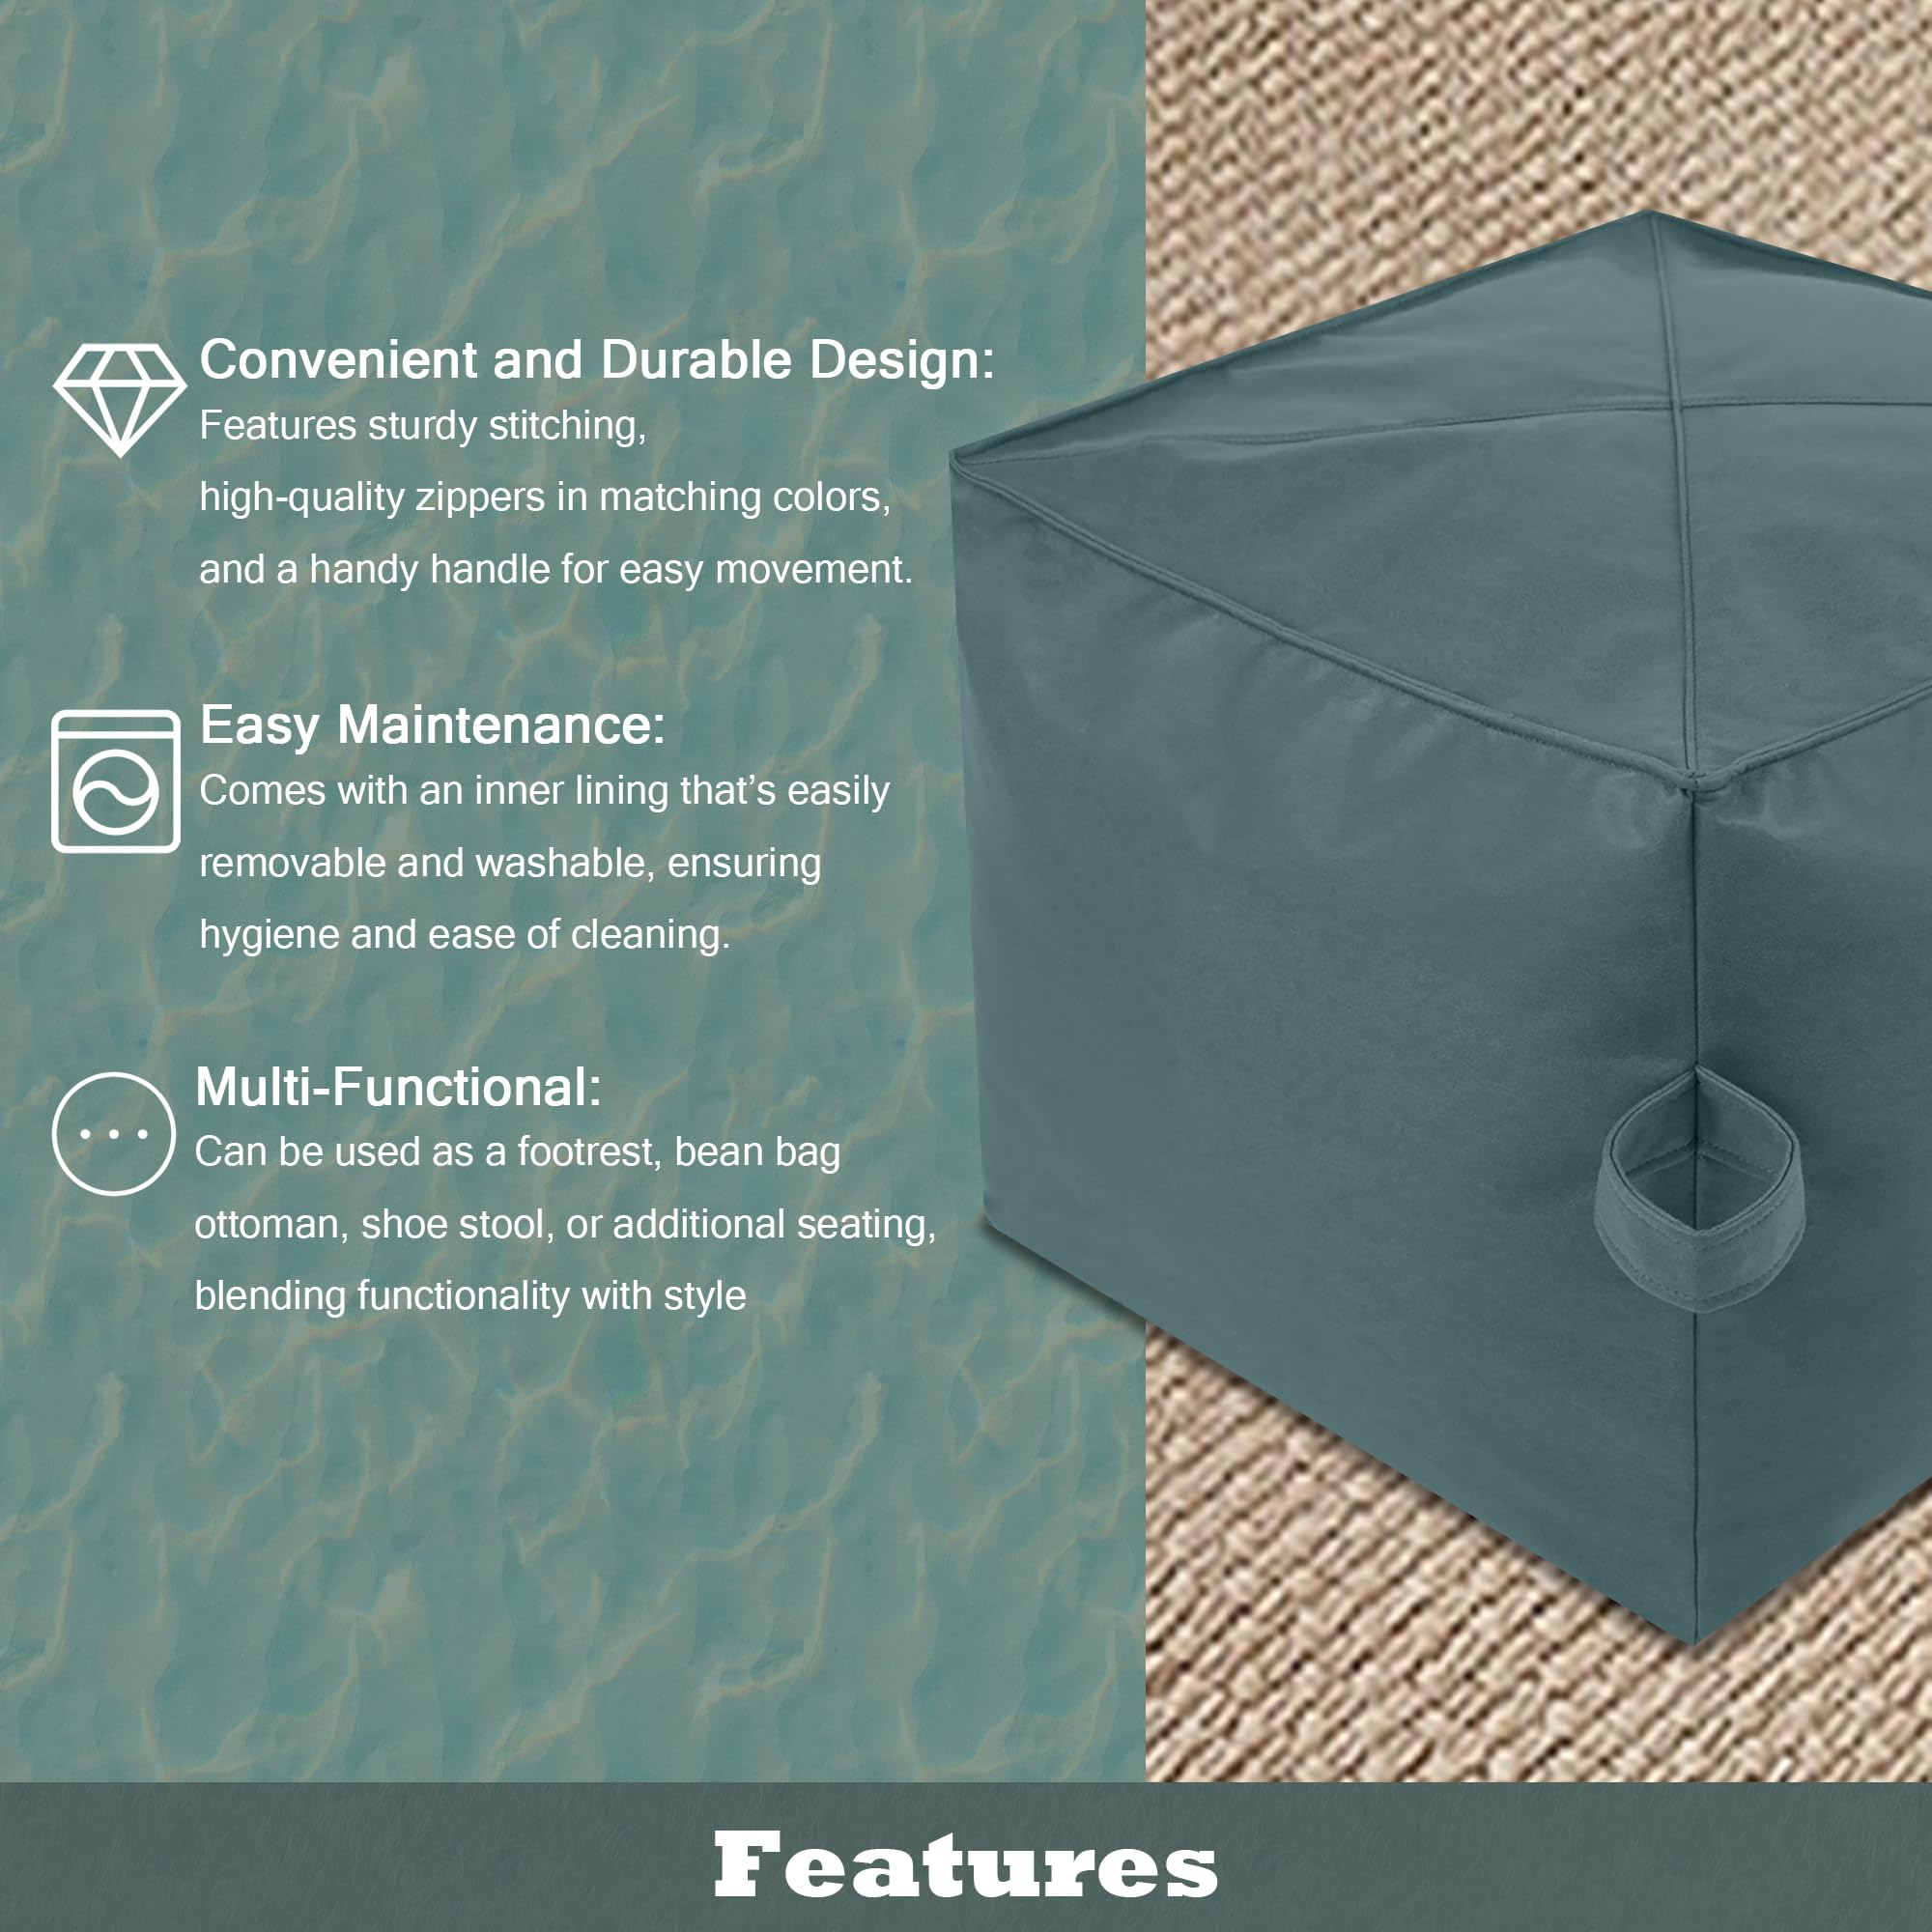 Convenient and Durable Design:
Features sturdy stitching,
high-quality zippers in matching colors,
and a handy handle for easy movement.
Easy Maintenance:
Comes with an inner lining that’s easily
removable and washable, ensuring
hygiene and ease of cleaning.
Multi-Functional:
Can be used as a footrest, bean bag
ottoman, shoe stool, or additional seating,
blending functionality with style
Features